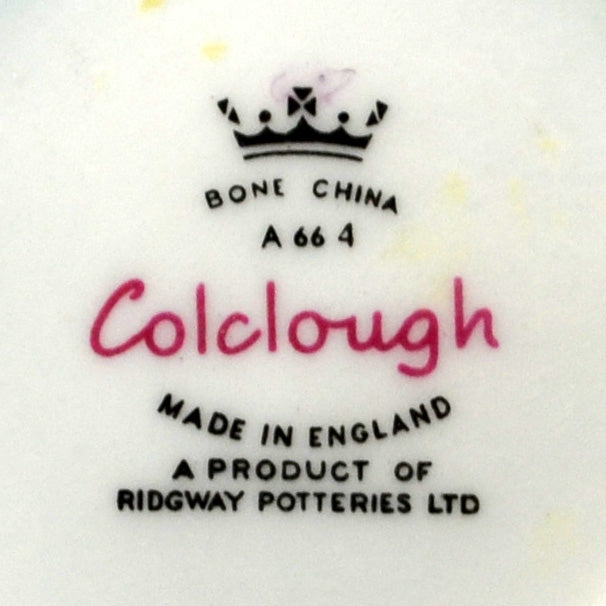 BONE CHINA
A 66 4
Colclough
MADE IN ENGLAND
A PRODUCT OF
RIDGWAY POTTERIES LTD